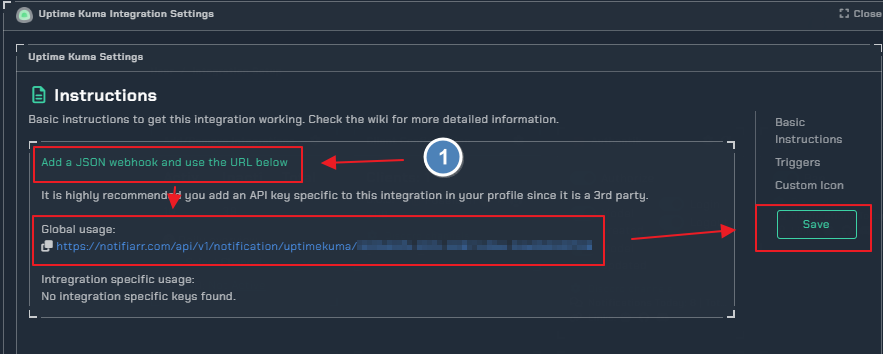 Uptime Kuma Integration Settings
Close
Uptime Kuma Settings
Instructions
Basic instructions to get this integration working. Check the wiki for more detailed information.
Add a JSON webhook and use the URL below
1
It is highly recommended you add an API key specific to this integration in your profile since it is a 3rd party.
Global usage:
https://notifiarr.com/api/v1/notification/uptimekuma/
Intregration specific usage:
No integration specific keys found.
Basic
Instructions
Triggers
Custom Icon
Save